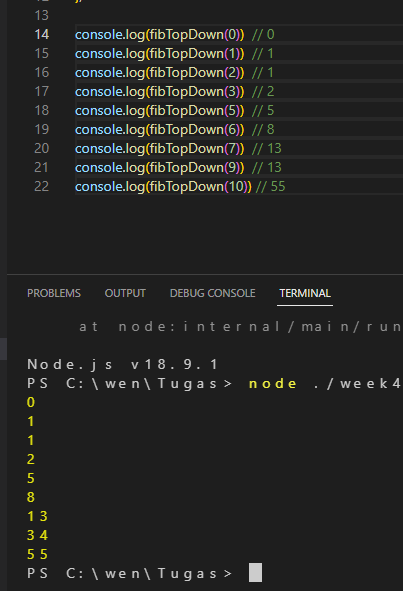 13
14 console.log(fibTopDown(0)) // 0
15 console.log(fibTopDown(1)) // 1
16 console.log(fibTopDown(2)) // 1
17 console.log(fibTopDown(3)) // 2
18 console.log(fibTopDown(5)) // 5
19 console.log(fibTopDown(6)) // 8
20 console.log(fibTopDown(7)) // 13
21 console.log(fibTopDown(9)) // 13
22 console.log(fibTopDown(10)) // 55
PROBLEMS OUTPUT DEBUG CONSOLE TERMINAL
at node:internal/main/run
Node.js v18.9.1
PS C:\wen\Tugas> node ./week4
0
1
1
2
5
8
13
34
55
PS C:\wen\Tugas>